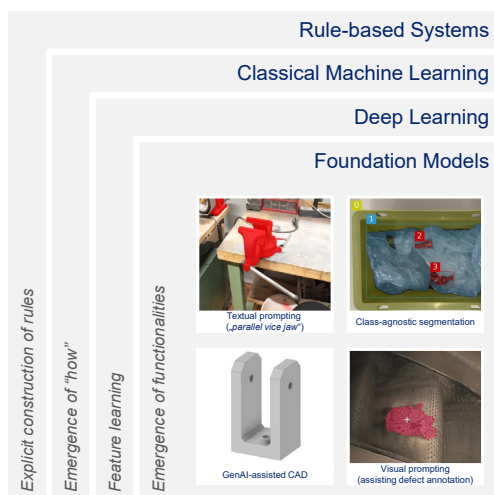 Rule-based Systems
Classical Machine Learning
Deep Learning
Foundation Models
Explicit construction of rules
Emergence of "how"
Feature learning
Emergence of functionalities
Textual prompting
(„parallel vice jaw“)
0
1
2
3
Class-agnostic segmentation
GenAI-assisted CAD
Visual prompting
(assisting defect annotation)